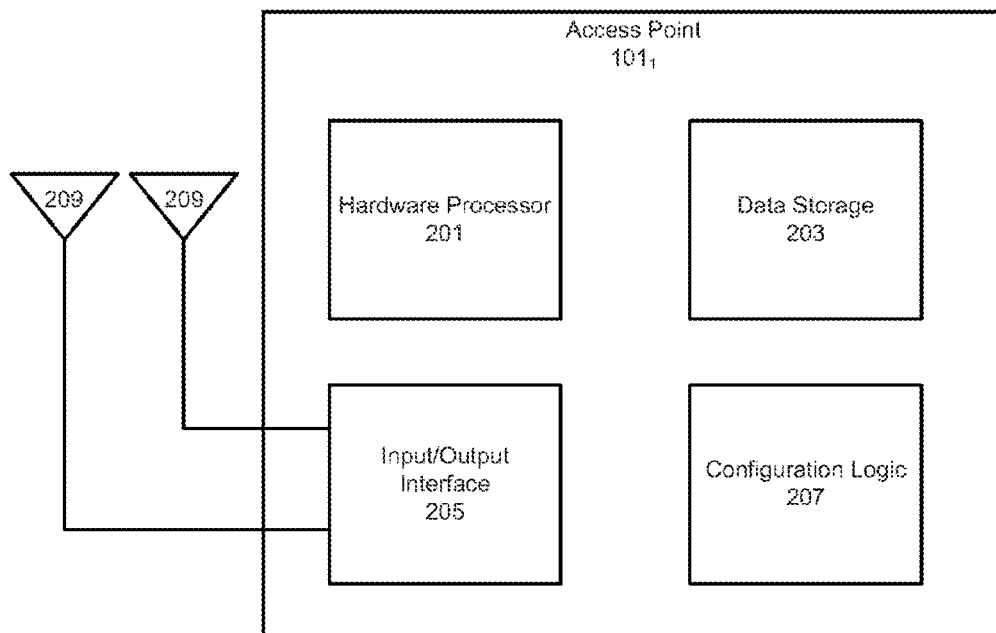 Access Point
101₁
209
209
Hardware Processor
201
Data Storage
203
Input/Output
Interface
205
Configuration Logic
207